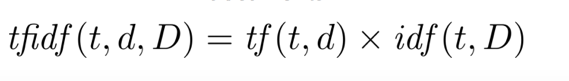 tfidf(t, d, D) = tf(t, d) × idf(t, D)